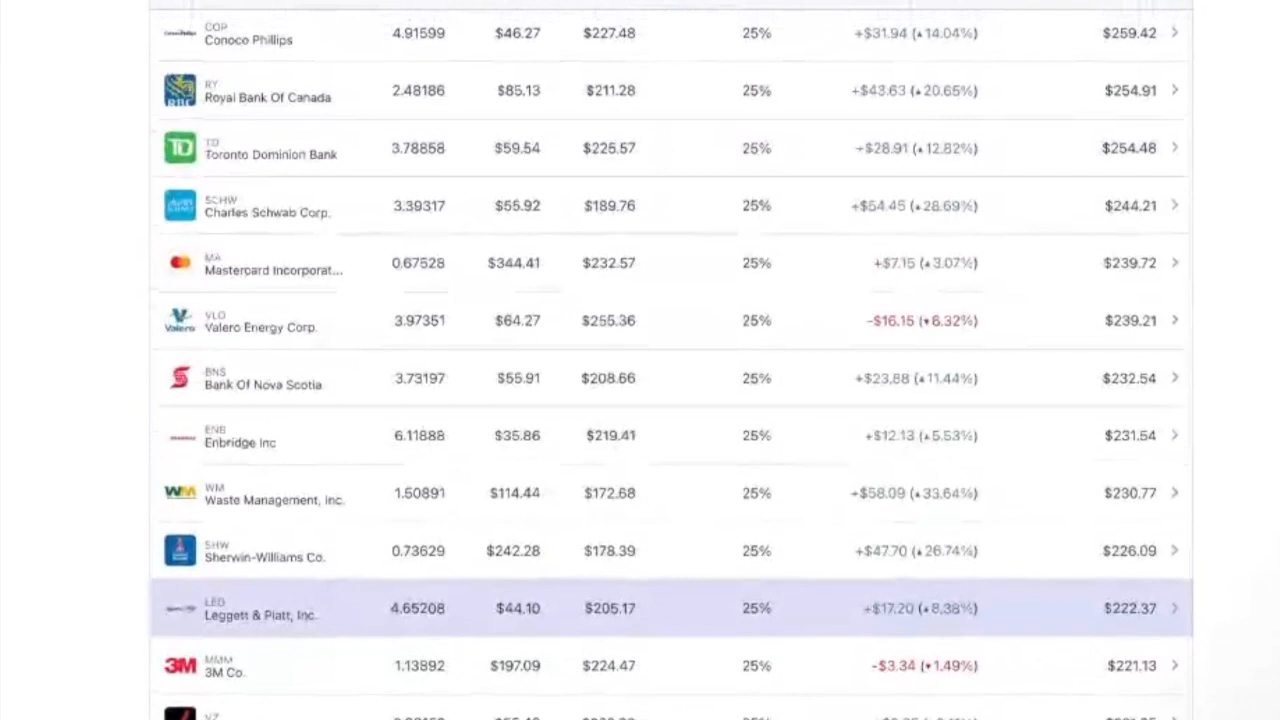 COP
Conoco Phillips 4.91599 $46.27 $227.48 25% +$31.94 (▲14.04%) $259.42
RBC
RY
Royal Bank Of Canada 2.48186 $85.13 $211.28 25% +$43.63 (▲20.65%) $254.91
TD
TD
Toronto Dominion Bank 3.78858 $59.54 $225.57 25% +$28.91 (▲12.82%) $254.48
SCHW
Charles Schwab Corp. 3.39317 $55.92 $189.76 25% +$54.45 (▲28.69%) $244.21
MA
Mastercard Incorporat... 0.67528 $344.41 $232.57 25% +$7.15 (▲3.07%) $239.72
Valero
VLO
Valero Energy Corp. 3.97351 $64.27 $255.36 25% -$16.15 (▼6.32%) $239.21
BNS
Bank Of Nova Scotia 3.73197 $55.91 $208.66 25% +$23.88 (▲11.44%) $232.54
ENB
Enbridge Inc 6.11888 $35.86 $219.41 25% +$12.13 (▲5.53%) $231.54
WM
WM
Waste Management, Inc. 1.50891 $114.44 $172.68 25% +$58.09 (▲33.64%) $230.77
SHW
Sherwin-Williams Co. 0.73629 $242.28 $178.39 25% +$47.70 (▲26.74%) $226.09
LEG
Leggett & Platt, Inc. 4.65208 $44.10 $205.17 25% +$17.20 (▲8.38%) $222.37
3M
MMM
3M Co. 1.13892 $197.09 $224.47 25% -$3.34 (▼1.49%) $221.13
VZ